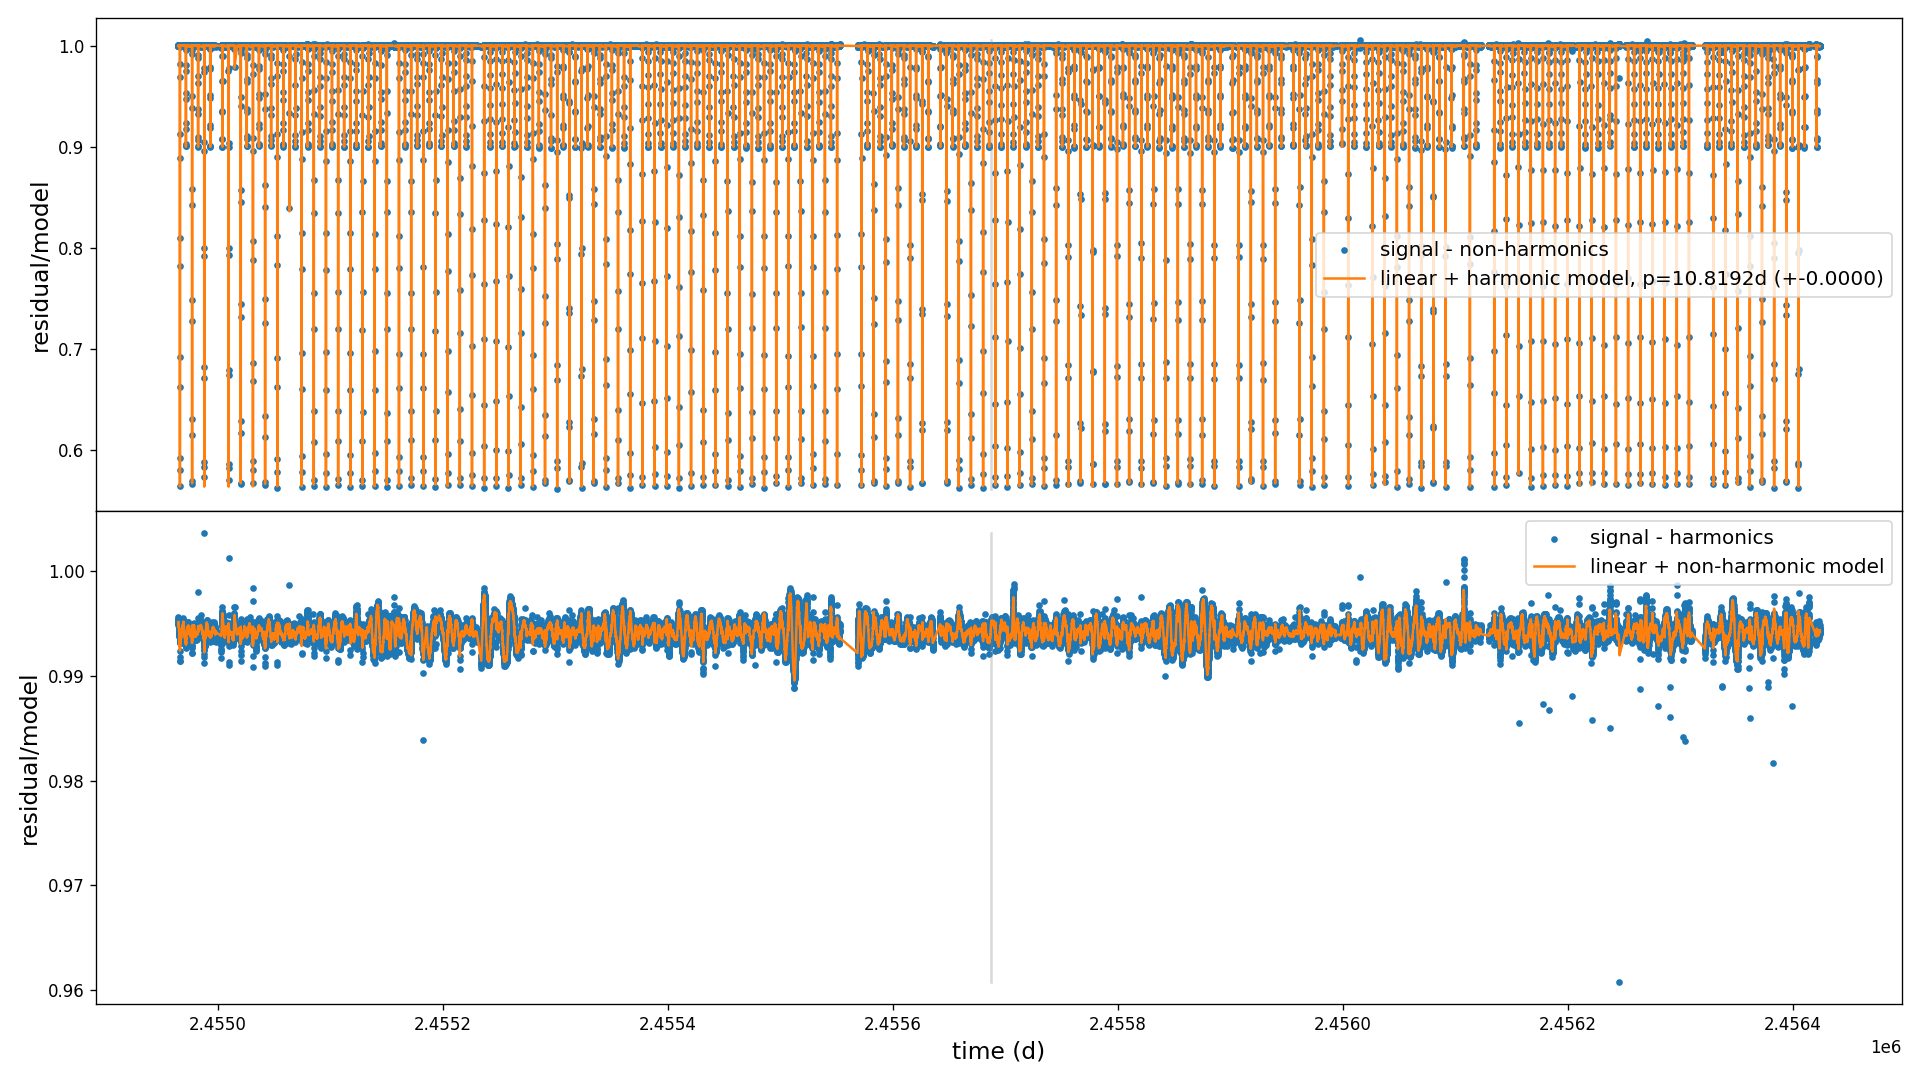 1.0
0.9
0.8
0.7
0.6
residual/model
signal - non-harmonics
linear + harmonic model, p=10.8192d (+-0.0000)
1.00
0.99
0.98
0.97
0.96
residual/model
signal - harmonics
linear + non-harmonic model
2.4550 2.4552 2.4554 2.4556 2.4558 2.4560 2.4562 2.4564
time (d)
1e6